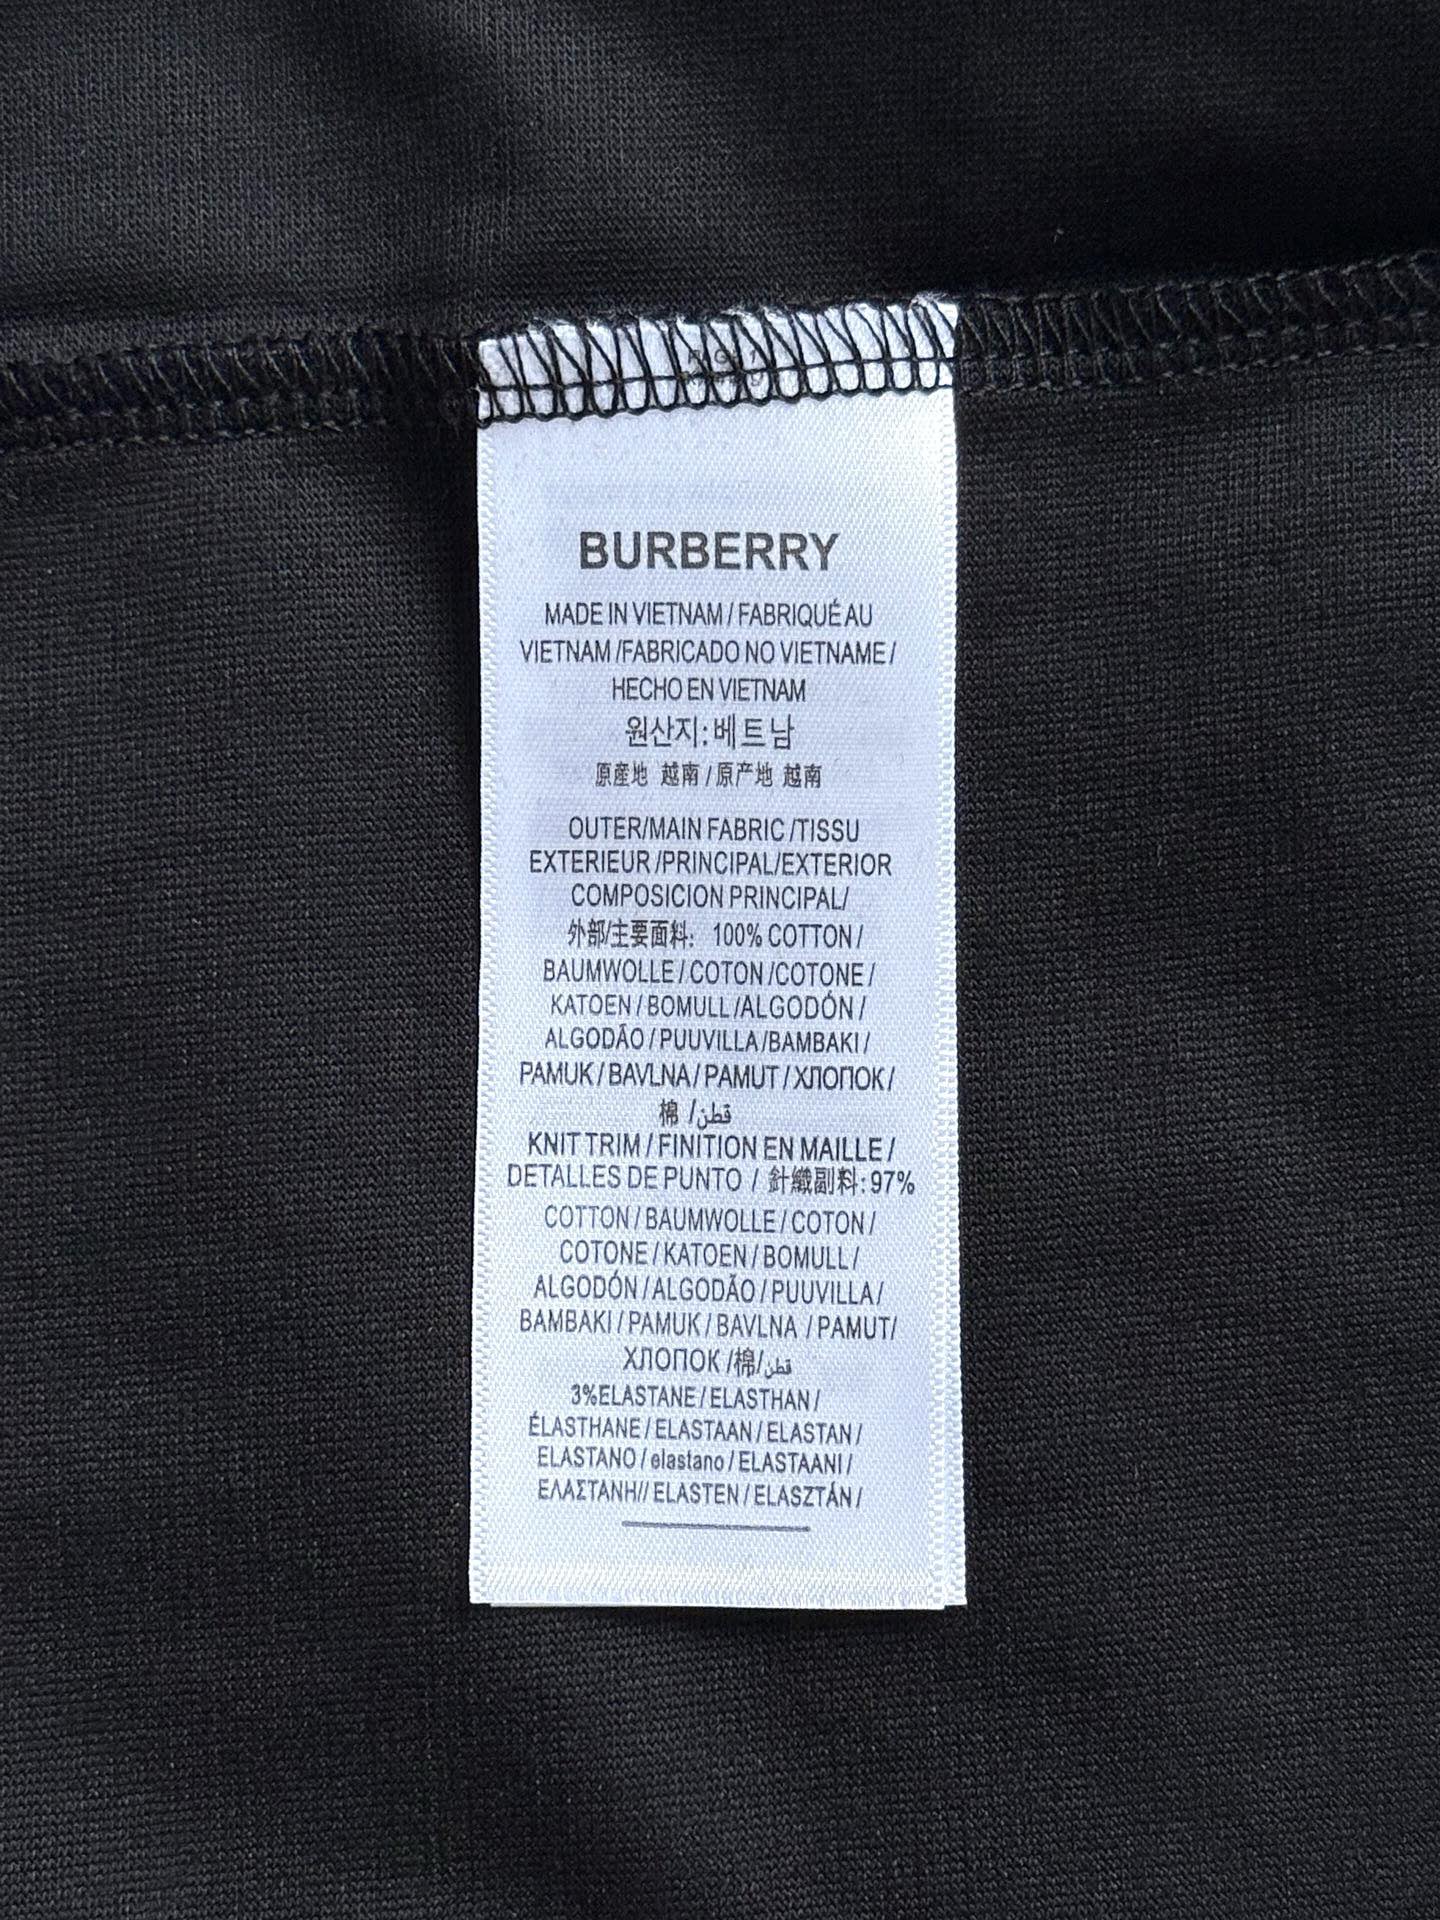 BURBERRY
MADE IN VIETNAM / FABRIQUÉ AU
VIETNAM /FABRICADO NO VIETNAME /
HECHO EN VIETNAM
원산지: 베트남
原産地 越南 / 原产地 越南
OUTER/MAIN FABRIC /TISSU
EXTERIEUR /PRINCIPAL/EXTERIOR
COMPOSICION PRINCIPAL/
外部/主要面料: 100% COTTON /
BAUMWOLLE / COTON /COTONE /
KATOEN / BOMULL /ALGODÓN /
ALGODÃO / PUUVILLA /BAMBAKI /
PAMUK / BAVLNA / PAMUT / ХЛОПОК /
棉 /قطن
KNIT TRIM / FINITION EN MAILLE /
DETALLES DE PUNTO / 針織副料: 97%
COTTON / BAUMWOLLE / COTON /
COTONE / KATOEN / BOMULL /
ALGODÓN / ALGODÃO / PUUVILLA /
BAMBAKI / PAMUK / BAVLNA / PAMUT/
ХЛОПОК /棉/قطن
3%ELASTANE / ELASTHAN /
ÉLASTHANE / ELASTAAN / ELASTAN /
ELASTANO / elastano / ELASTAANI /
ΕΛΑΣΤΑΝΗ// ELASTEN / ELASZTÁN /